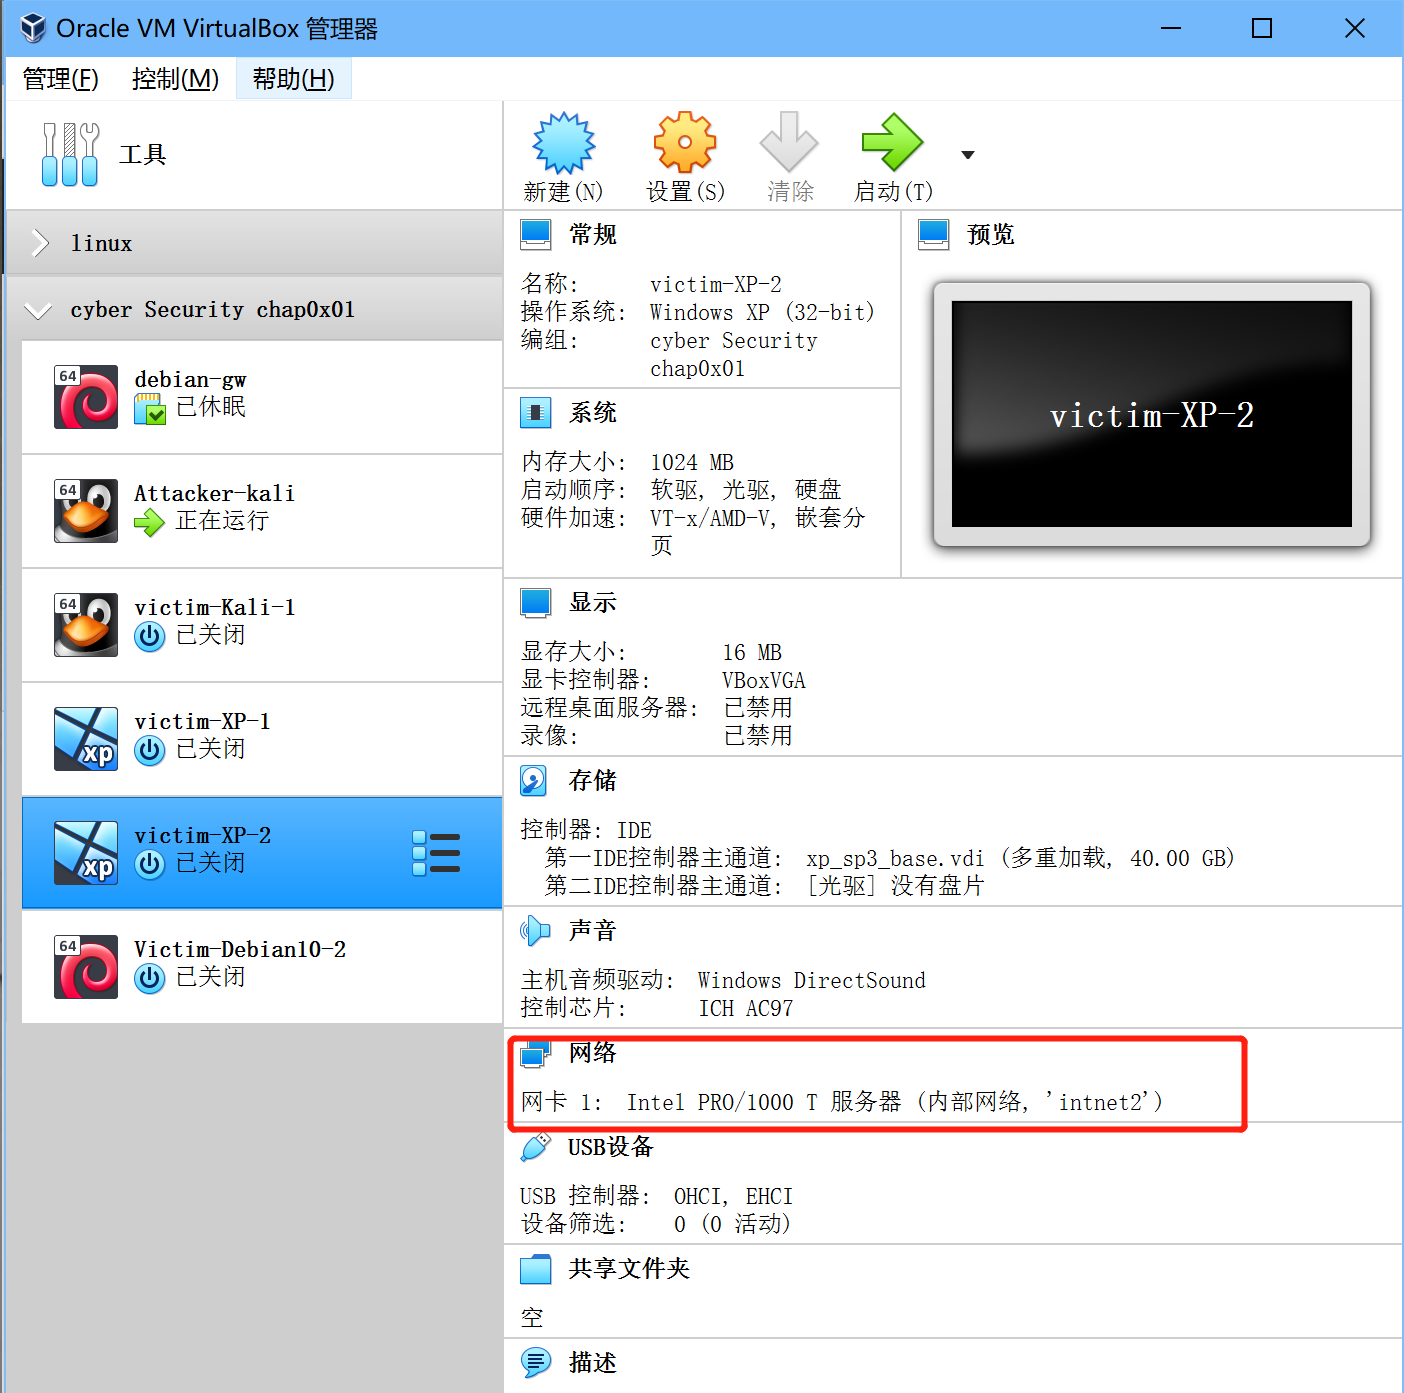 Oracle VM VirtualBox 管理器
管理(F) 控制(M) 帮助(H)
工具
新建(N) 设置(S) 清除 启动(T)
linux
cyber Security chap0x01
64
debian-gw
已休眠
64
Attacker-kali
正在运行
64
victim-Kali-1
已关闭
xp
victim-XP-1
已关闭
xp
victim-XP-2
已关闭
64
Victim-Debian10-2
已关闭
常规
名称: victim-XP-2
操作系统: Windows XP (32-bit)
编组: cyber Security
chap0x01
预览
victim-XP-2
系统
内存大小: 1024 MB
启动顺序: 软驱, 光驱, 硬盘
硬件加速: VT-x/AMD-V, 嵌套分
页
显示
显存大小: 16 MB
显卡控制器: VBoxVGA
远程桌面服务器: 已禁用
录像: 已禁用
存储
控制器: IDE
第一IDE控制器主通道: xp_sp3_base.vdi (多重加载, 40.00 GB)
第二IDE控制器主通道: [光驱] 没有盘片
声音
主机音频驱动: Windows DirectSound
控制芯片: ICH AC97
网络
网卡 1: Intel PRO/1000 T 服务器 (内部网络, 'intnet2')
USB设备
USB 控制器: OHCI, EHCI
设备筛选: 0 (0 活动)
共享文件夹
空
描述